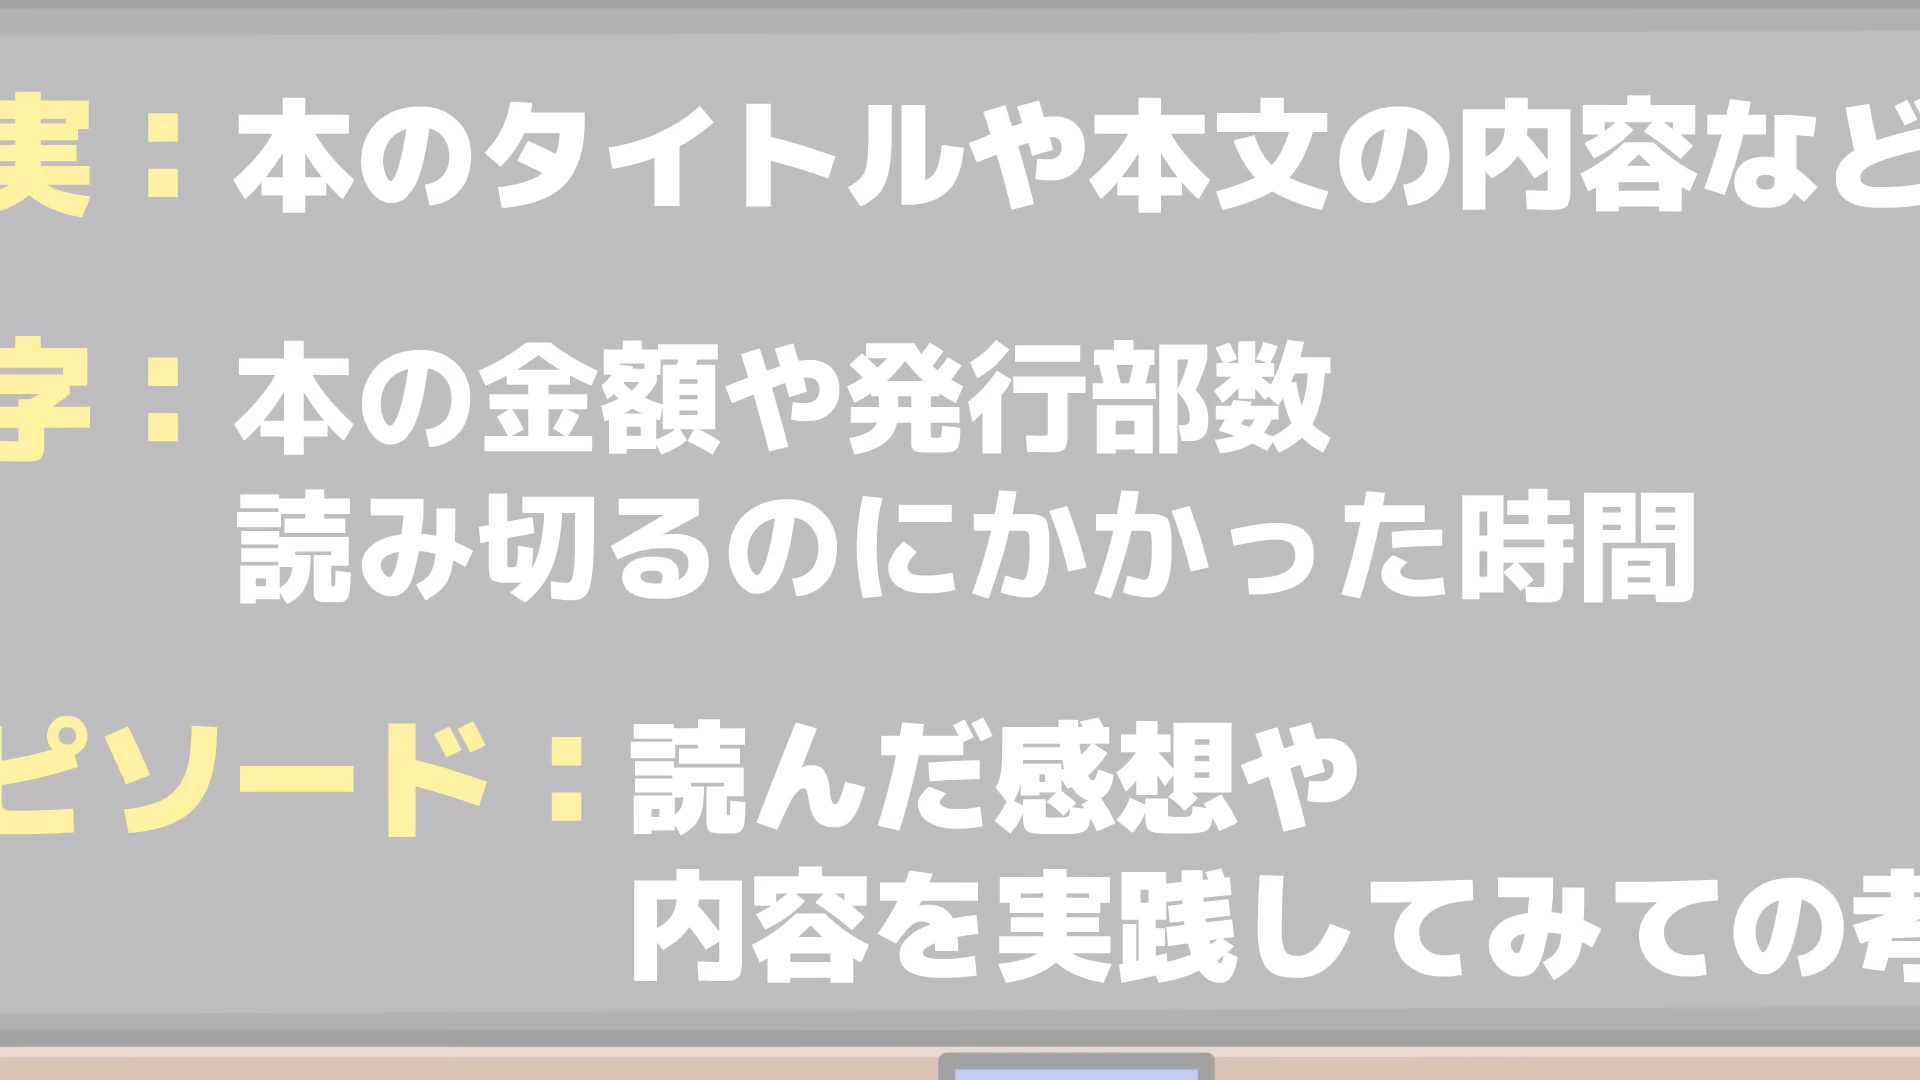 実：本のタイトルや本文の内容など
字：本の金額や発行部数
読み切るのにかかった時間
ピソード：読んだ感想や
内容を実践してみての考